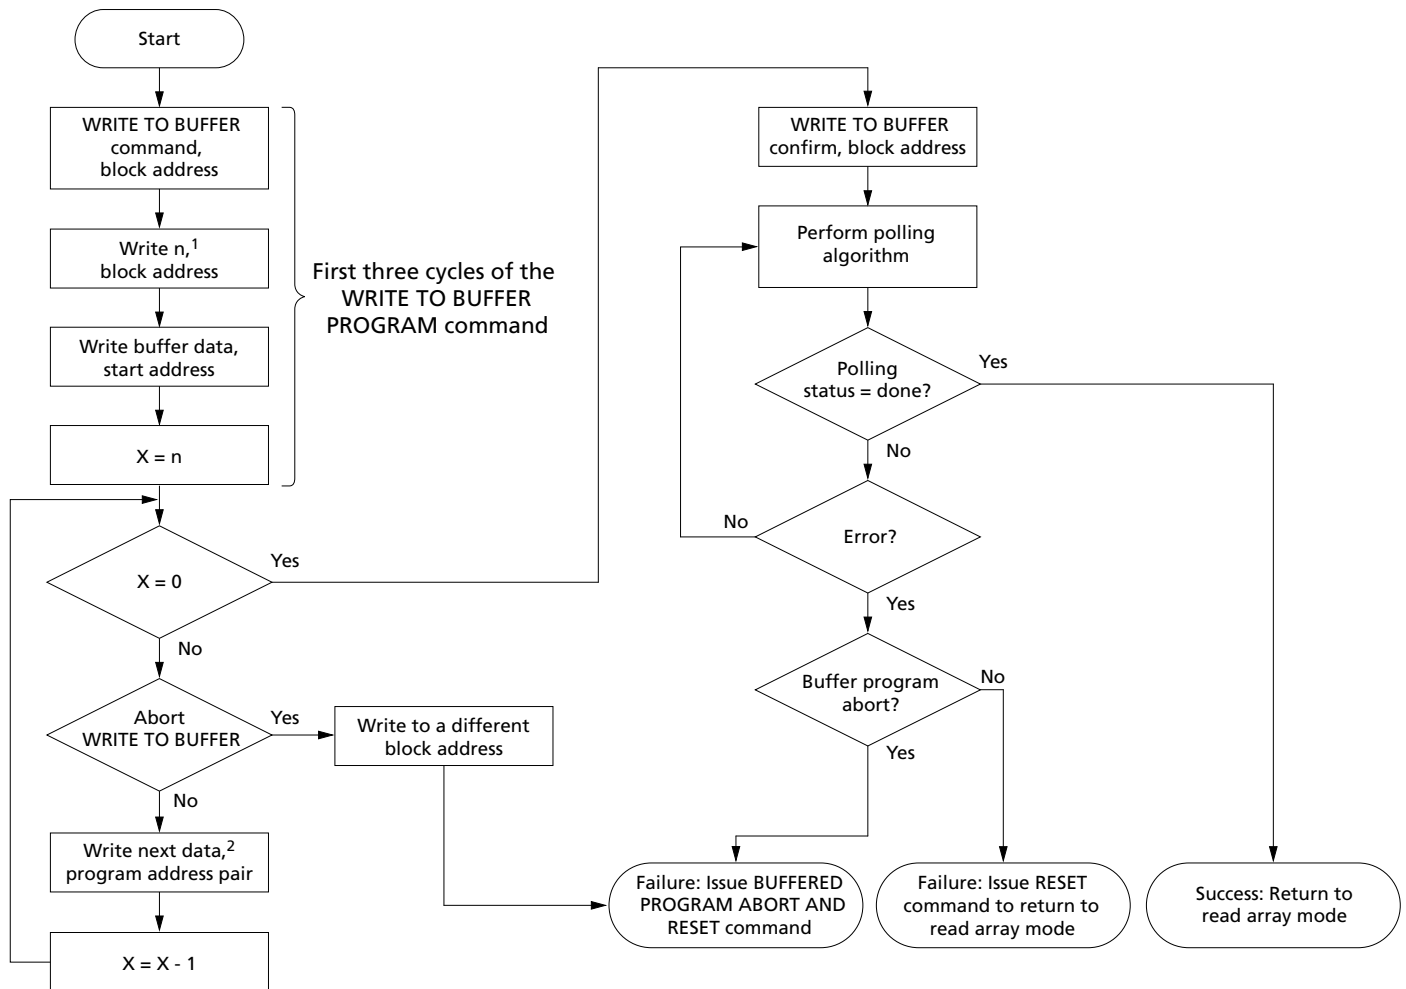 Start
WRITE TO BUFFER
command,
block address
Write n,1
block address
Write buffer data,
start address
X = n
First three cycles of the
WRITE TO BUFFER
PROGRAM command
X = 0
Yes
No
Abort
WRITE TO BUFFER
Yes
No
Write to a different
block address
Write next data,2
program address pair
X = X - 1
WRITE TO BUFFER
confirm, block address
Perform polling
algorithm
Polling
status = done?
Yes
No
Error?
No
Yes
Buffer program
abort?
No
Yes
Failure: Issue BUFFERED
PROGRAM ABORT AND
RESET command
Failure: Issue RESET
command to return to
read array mode
Success: Return to
read array mode